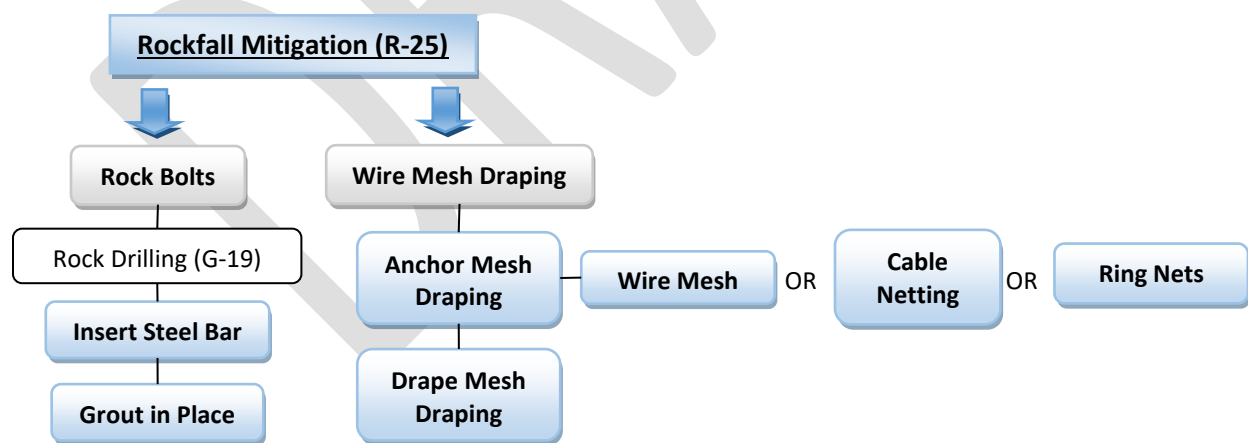 Rockfall Mitigation (R-25)
Rock Bolts
Rock Drilling (G-19)
Insert Steel Bar
Grout in Place
Wire Mesh Draping
Anchor Mesh
Draping
Wire Mesh
OR
Cable
Netting
OR
Ring Nets
Drape Mesh
Draping